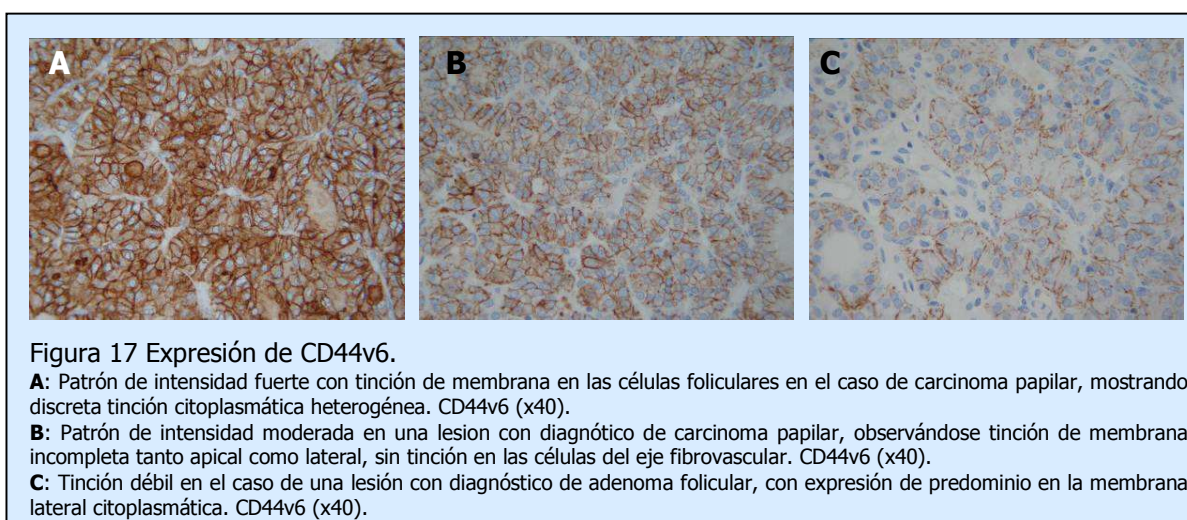 A B C
Figura 17 Expresión de CD44v6.
A: Patrón de intensidad fuerte con tinción de membrana en las células foliculares en el caso de carcinoma papilar, mostrando
discreta tinción citoplasmática heterogénea. CD44v6 (x40).
B: Patrón de intensidad moderada en una lesion con diagnótico de carcinoma papilar, observándose tinción de membrana
incompleta tanto apical como lateral, sin tinción en las células del eje fibrovascular. CD44v6 (x40).
C: Tinción débil en el caso de una lesión con diagnóstico de adenoma folicular, con expresión de predominio en la membrana
lateral citoplasmática. CD44v6 (x40).